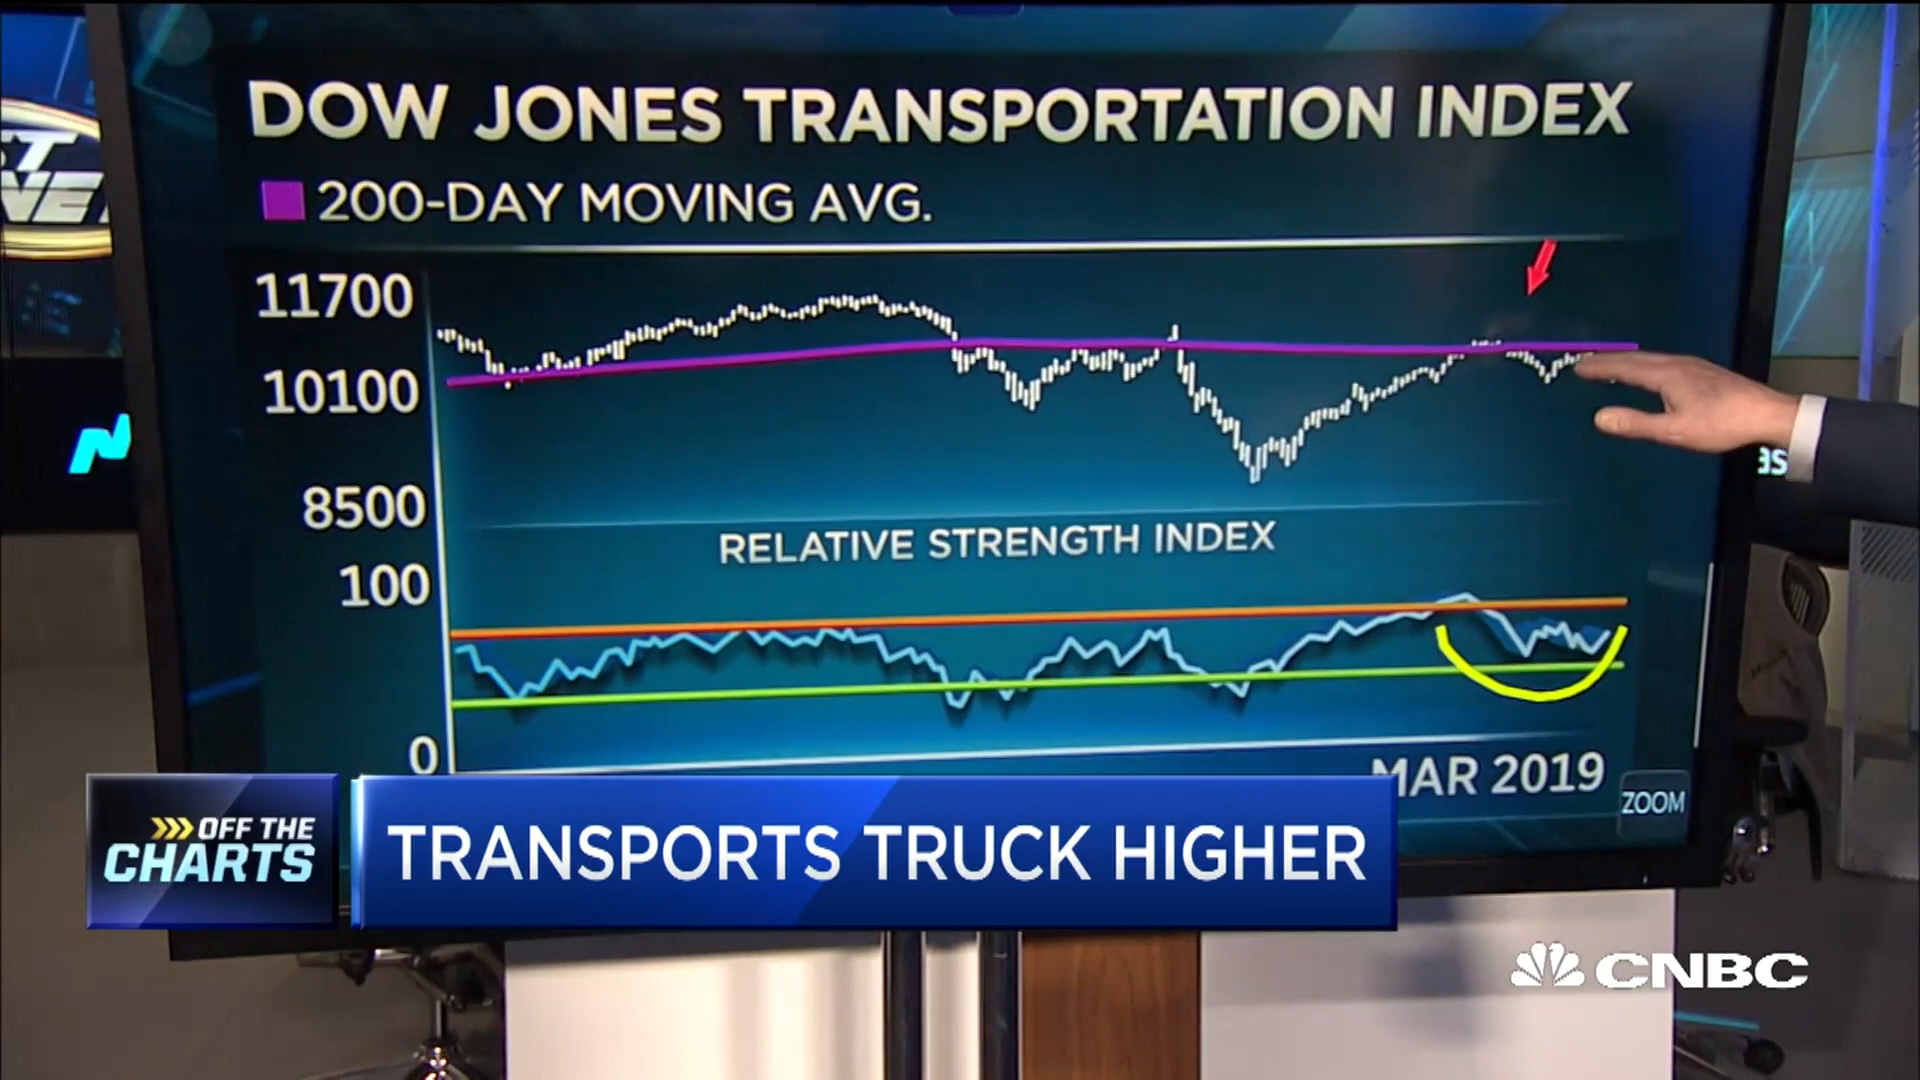 DOW JONES TRANSPORTATION INDEX
200-DAY MOVING AVG.
11700
10100
8500
RELATIVE STRENGTH INDEX
100
0
MAR 2019
ZOOM
OFF THE
CHARTS
TRANSPORTS TRUCK HIGHER
CNBC
as